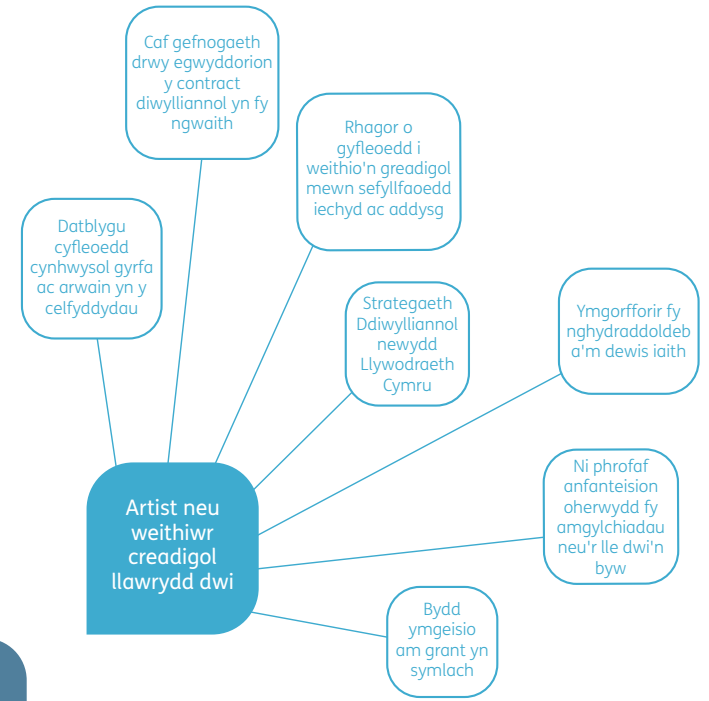 Caf gefnogaeth
drwy egwyddorion
y contract
diwylliannol yn fy
ngwaith
Rhagor o
gyfleoedd i
weithio'n greadigol
mewn sefyllfaoedd
iechyd ac addysg
Datblygu
cyfleoedd
cynhwysol gyrfa
ac arwain yn y
celfyddydau
Strategaeth
Ddiwylliannol
newydd
Llywodraeth
Cymru
Ymgorfforir fy
nghydraddoldeb
a'm dewis iaith
Ni phrofaf
anfanteision
oherwydd fy
amgylchiadau
neu'r lle dwi'n
byw
Artist neu
weithiwr
creadigol
llawrydd dwi
Bydd
ymgeisio
am grant yn
symlach